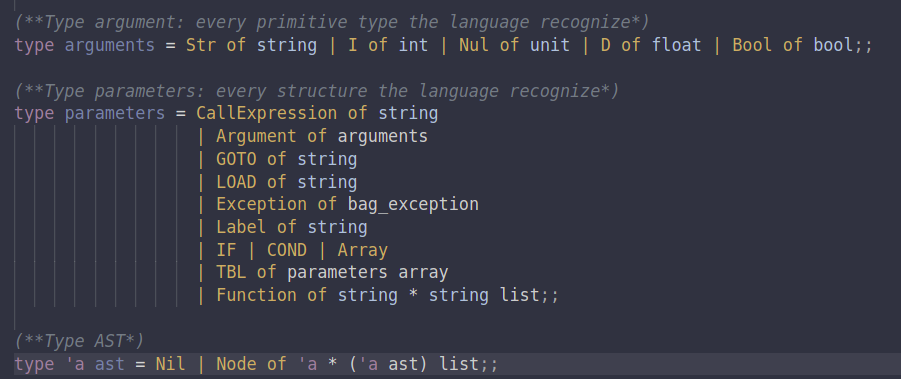 (**Type argument: every primitive type the language recognize*)
type arguments = Str of string | I of int | Nul of unit | D of float | Bool of bool;;
(**Type parameters: every structure the language recognize*)
type parameters = CallExpression of string
| Argument of arguments
| GOTO of string
| LOAD of string
| Exception of bag_exception
| Label of string
| IF | COND | Array
| TBL of parameters array
| Function of string * string list;;
(**Type AST*)
type 'a ast = Nil | Node of 'a * ('a ast) list;;